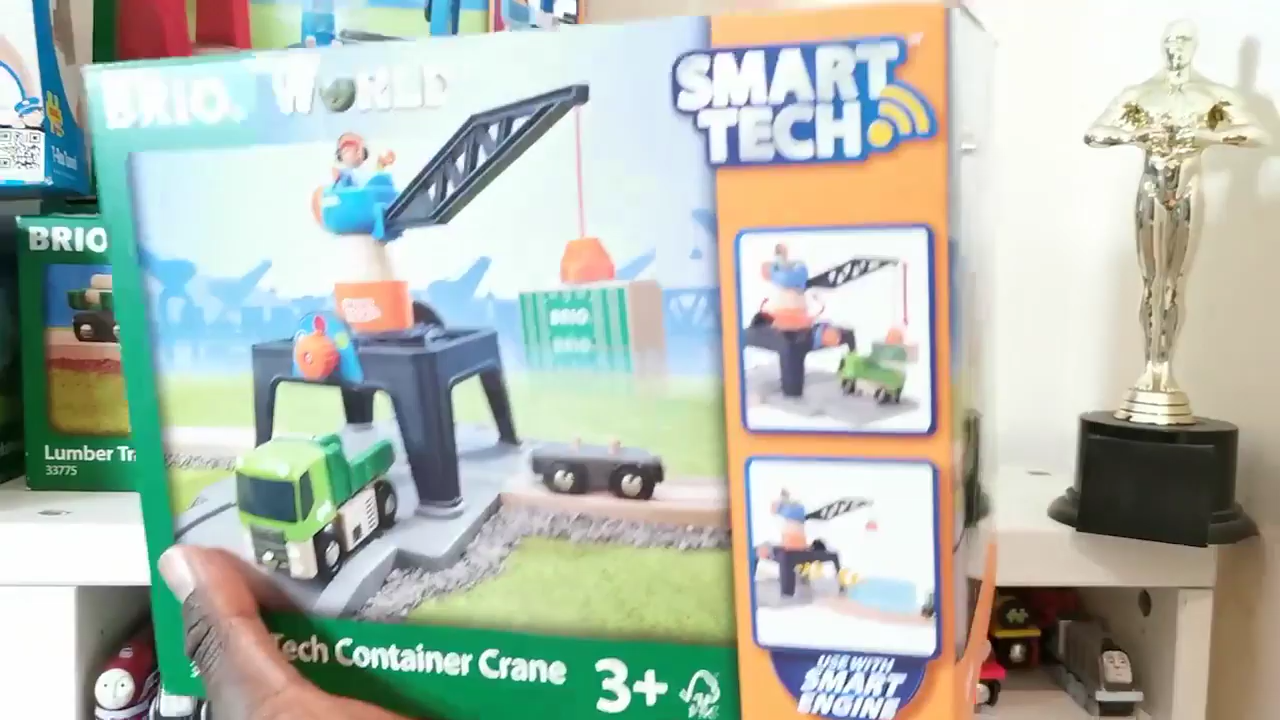 BRIO WORLD
SMART
TECH
BRIO
BRIO
BRIO
Lumber Tr
33775
Tech Container Crane
3+
USE WITH
SMART
ENGINE